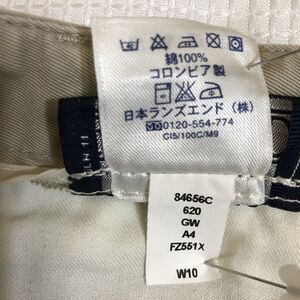 綿100%
コロンビア製
日本ランズエンド（株）
0120-554-774
CIS/100C/M9
84656C
620
GW
A4
FZ551X
W10